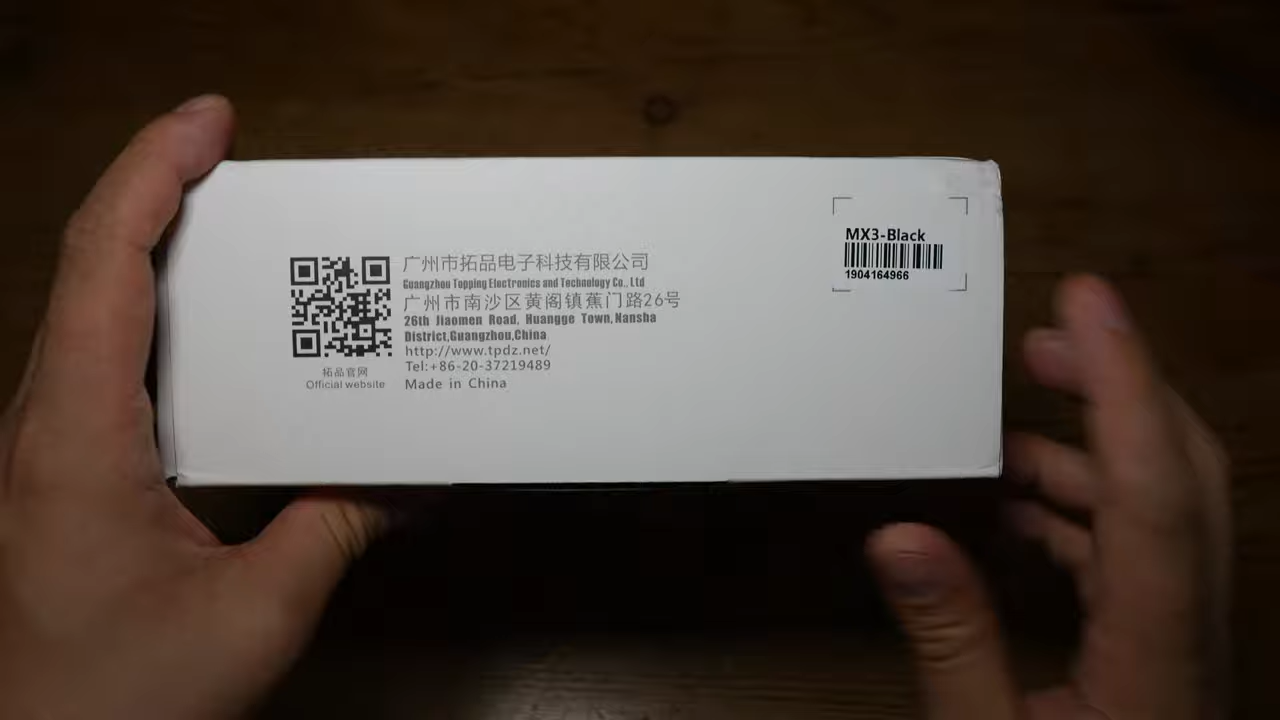 广州市拓品电子科技有限公司
Guangzhou Topping Electronics and Technology Co., Ltd
广州市南沙区黄阁镇蕉门路26号
26th Jiaomen Road, Huangge Town, Nansha
District,Guangzhou,China
http://www.tpdz.net/
Tel:+86-20-37219489
Made in China
拓品官网
Official website
MX3-Black
1904164966